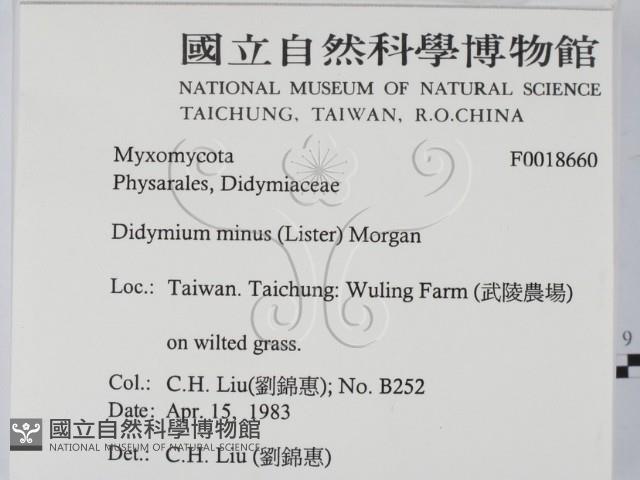 國立自然科學博物館
NATIONAL MUSEUM OF NATURAL SCIENCE
TAICHUNG, TAIWAN, R.O.CHINA
Myxomycota F0018660
Physarales, Didymiaceae
Didymium minus (Lister) Morgan
Loc.: Taiwan. Taichung: Wuling Farm (武陵農場)
on wilted grass.
9
Col.: C.H. Liu(劉錦惠); No. B252
Date: Apr. 15, 1983
國立自然科學博物館
NATIONAL MUSEUM OF NATURAL SCIENCE
Det.: C.H. Liu (劉錦惠)